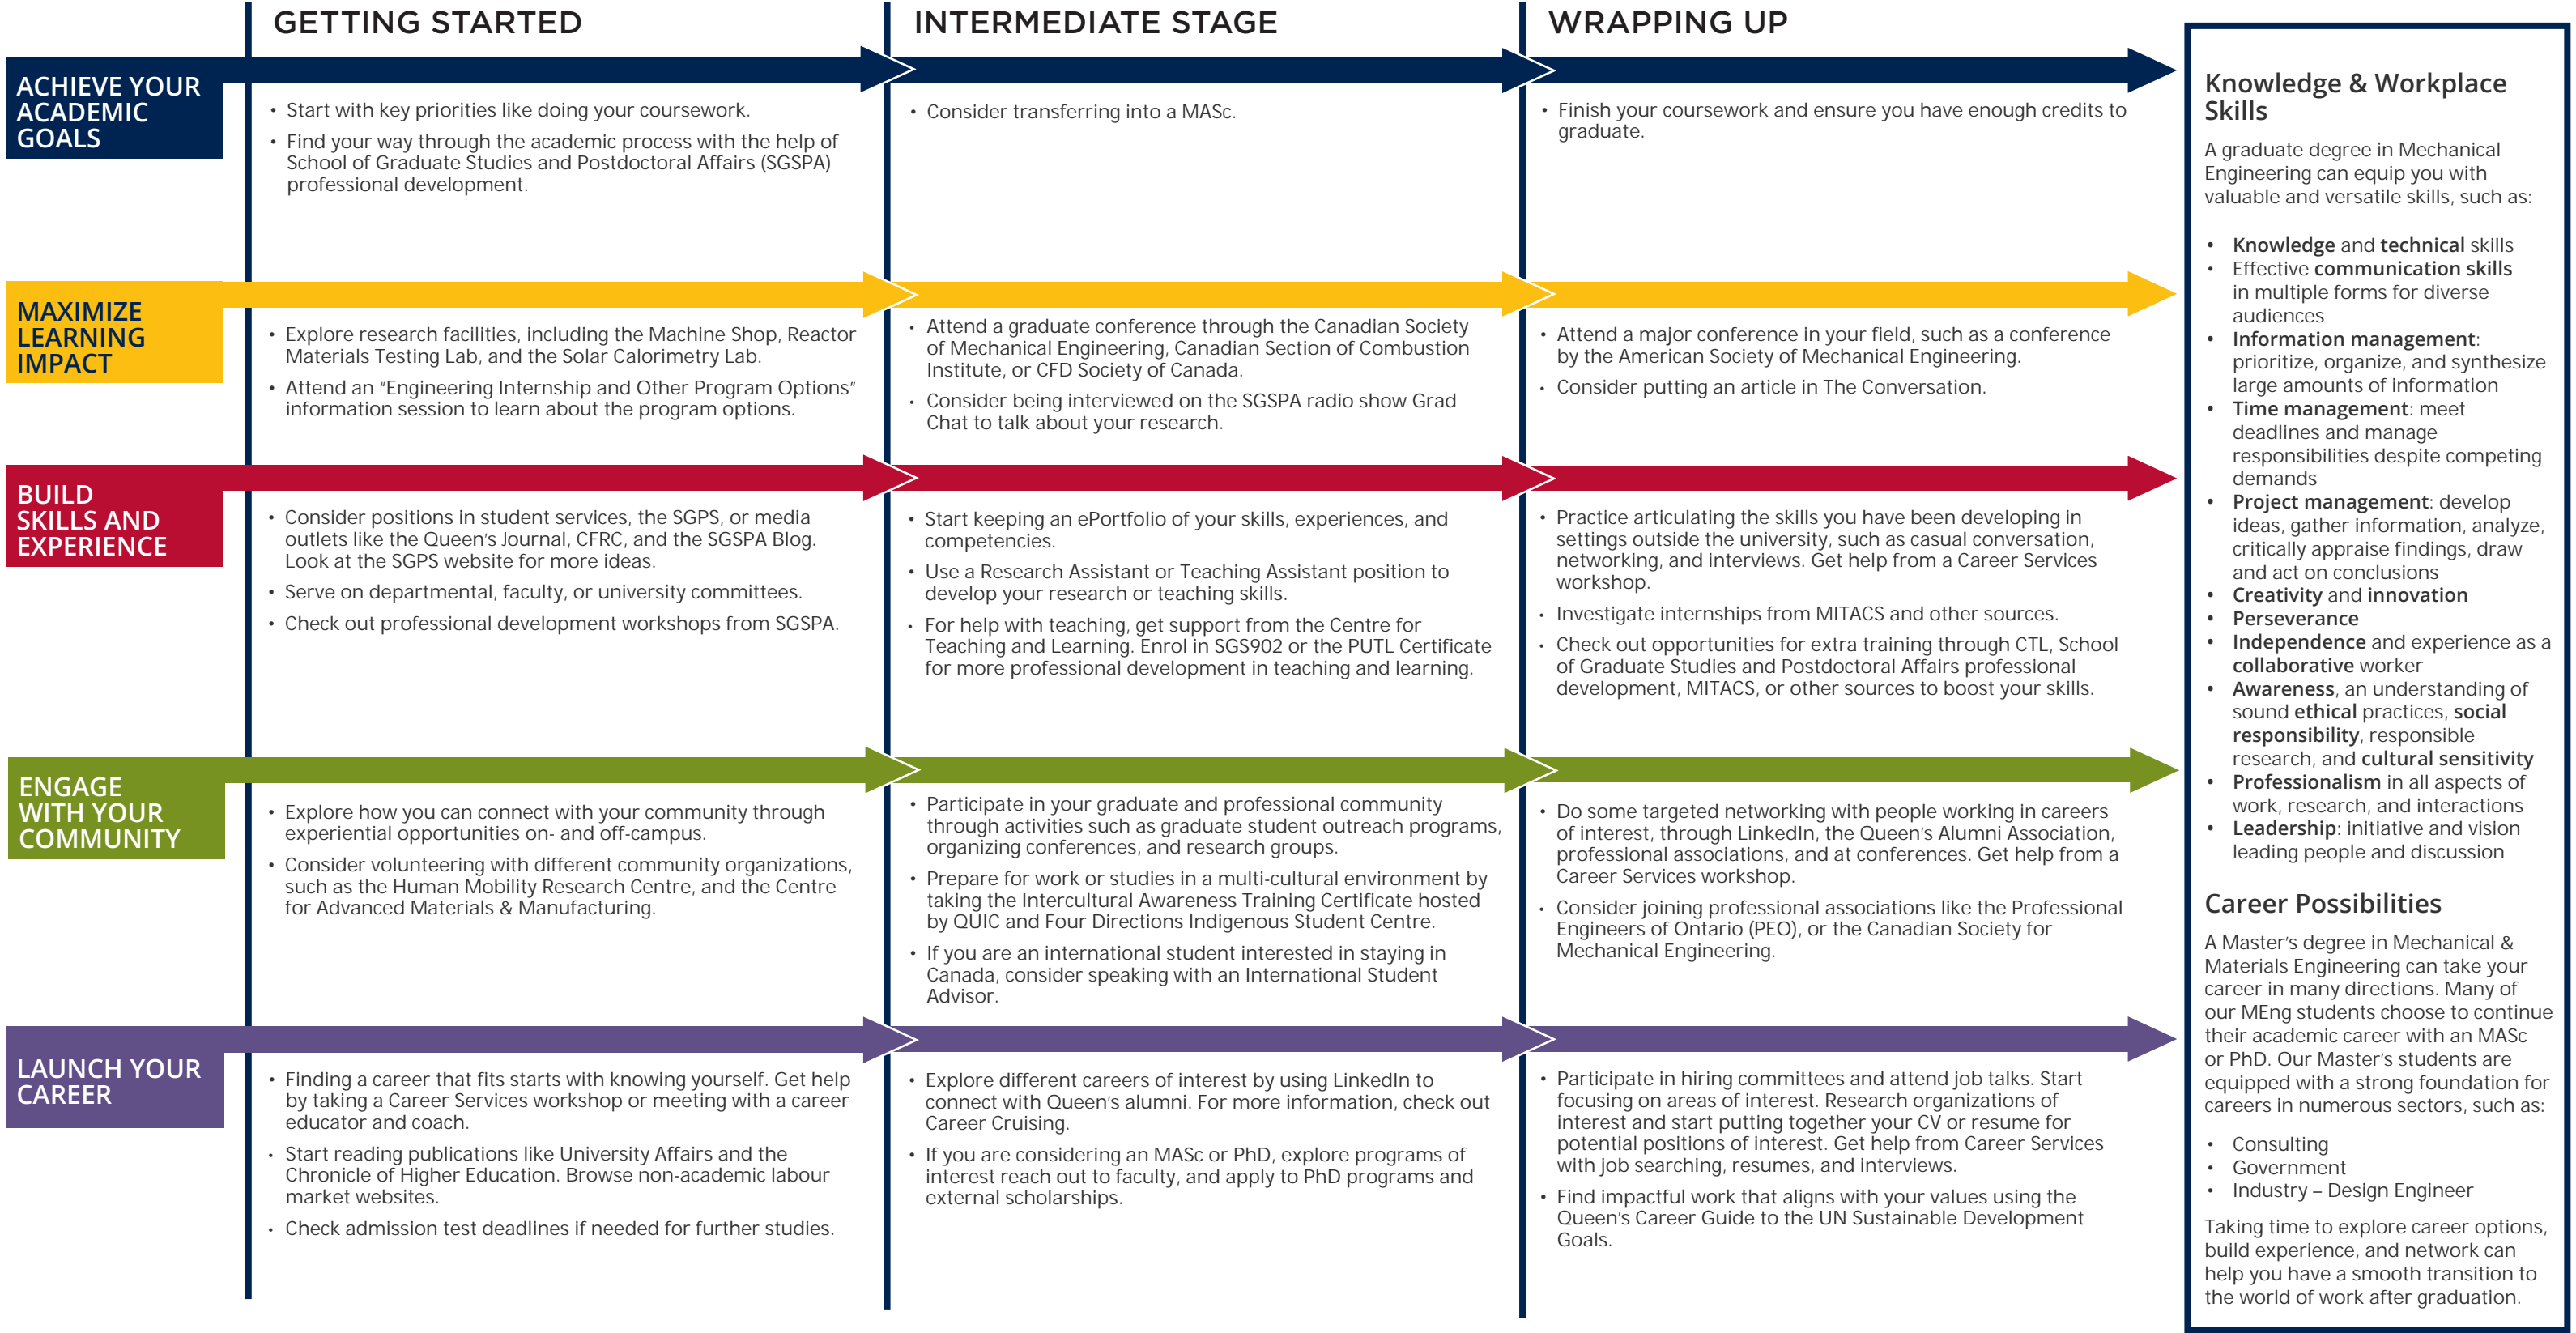 GETTING STARTED
INTERMEDIATE STAGE
WRAPPING UP
ACHIEVE YOUR
ACADEMIC
GOALS
• Start with key priorities like doing your coursework.
• Find your way through the academic process with the help of
School of Graduate Studies and Postdoctoral Affairs (SGSPA)
professional development.
• Consider transferring into a MASc.
• Finish your coursework and ensure you have enough credits to
graduate.
MAXIMIZE
LEARNING
IMPACT
• Explore research facilities, including the Machine Shop, Reactor
Materials Testing Lab, and the Solar Calorimetry Lab.
• Attend an “Engineering Internship and Other Program Options”
information session to learn about the program options.
• Attend a graduate conference through the Canadian Society
of Mechanical Engineering, Canadian Section of Combustion
Institute, or CFD Society of Canada.
• Consider being interviewed on the SGSPA radio show Grad
Chat to talk about your research.
• Attend a major conference in your field, such as a conference
by the American Society of Mechanical Engineering.
• Consider putting an article in The Conversation.
BUILD
SKILLS AND
EXPERIENCE
• Consider positions in student services, the SGPS, or media
outlets like the Queen’s Journal, CFRC, and the SGSPA Blog.
Look at the SGPS website for more ideas.
• Serve on departmental, faculty, or university committees.
• Check out professional development workshops from SGSPA.
• Start keeping an ePortfolio of your skills, experiences, and
competencies.
• Use a Research Assistant or Teaching Assistant position to
develop your research or teaching skills.
• For help with teaching, get support from the Centre for
Teaching and Learning. Enrol in SGS902 or the PUTL Certificate
for more professional development in teaching and learning.
• Practice articulating the skills you have been developing in
settings outside the university, such as casual conversation,
networking, and interviews. Get help from a Career Services
workshop.
• Investigate internships from MITACS and other sources.
• Check out opportunities for extra training through CTL, School
of Graduate Studies and Postdoctoral Affairs professional
development, MITACS, or other sources to boost your skills.
ENGAGE
WITH YOUR
COMMUNITY
• Explore how you can connect with your community through
experiential opportunities on- and off-campus.
• Consider volunteering with different community organizations,
such as the Human Mobility Research Centre, and the Centre
for Advanced Materials & Manufacturing.
• Participate in your graduate and professional community
through activities such as graduate student outreach programs,
organizing conferences, and research groups.
• Prepare for work or studies in a multi-cultural environment by
taking the Intercultural Awareness Training Certificate hosted
by QUIC and Four Directions Indigenous Student Centre.
• If you are an international student interested in staying in
Canada, consider speaking with an International Student
Advisor.
• Do some targeted networking with people working in careers
of interest, through LinkedIn, the Queen’s Alumni Association,
professional associations, and at conferences. Get help from a
Career Services workshop.
• Consider joining professional associations like the Professional
Engineers of Ontario (PEO), or the Canadian Society for
Mechanical Engineering.
LAUNCH YOUR
CAREER
• Finding a career that fits starts with knowing yourself. Get help
by taking a Career Services workshop or meeting with a career
educator and coach.
• Start reading publications like University Affairs and the
Chronicle of Higher Education. Browse non-academic labour
market websites.
• Check admission test deadlines if needed for further studies.
• Explore different careers of interest by using LinkedIn to
connect with Queen’s alumni. For more information, check out
Career Cruising.
• If you are considering an MASc or PhD, explore programs of
interest reach out to faculty, and apply to PhD programs and
external scholarships.
• Participate in hiring committees and attend job talks. Start
focusing on areas of interest. Research organizations of
interest and start putting together your CV or resume for
potential positions of interest. Get help from Career Services
with job searching, resumes, and interviews.
• Find impactful work that aligns with your values using the
Queen’s Career Guide to the UN Sustainable Development
Goals.
Knowledge & Workplace
Skills
A graduate degree in Mechanical
Engineering can equip you with
valuable and versatile skills, such as:
• Knowledge and technical skills
• Effective communication skills
in multiple forms for diverse
audiences
• Information management:
prioritize, organize, and synthesize
large amounts of information
• Time management: meet
deadlines and manage
responsibilities despite competing
demands
• Project management: develop
ideas, gather information, analyze,
critically appraise findings, draw
and act on conclusions
• Creativity and innovation
• Perseverance
• Independence and experience as a
collaborative worker
• Awareness, an understanding of
sound ethical practices, social
responsibility, responsible
research, and cultural sensitivity
• Professionalism in all aspects of
work, research, and interactions
• Leadership: initiative and vision
leading people and discussion
Career Possibilities
A Master’s degree in Mechanical &
Materials Engineering can take your
career in many directions. Many of
our MEng students choose to continue
their academic career with an MASc
or PhD. Our Master’s students are
equipped with a strong foundation for
careers in numerous sectors, such as:
• Consulting
• Government
• Industry – Design Engineer
Taking time to explore career options,
build experience, and network can
help you have a smooth transition to
the world of work after graduation.